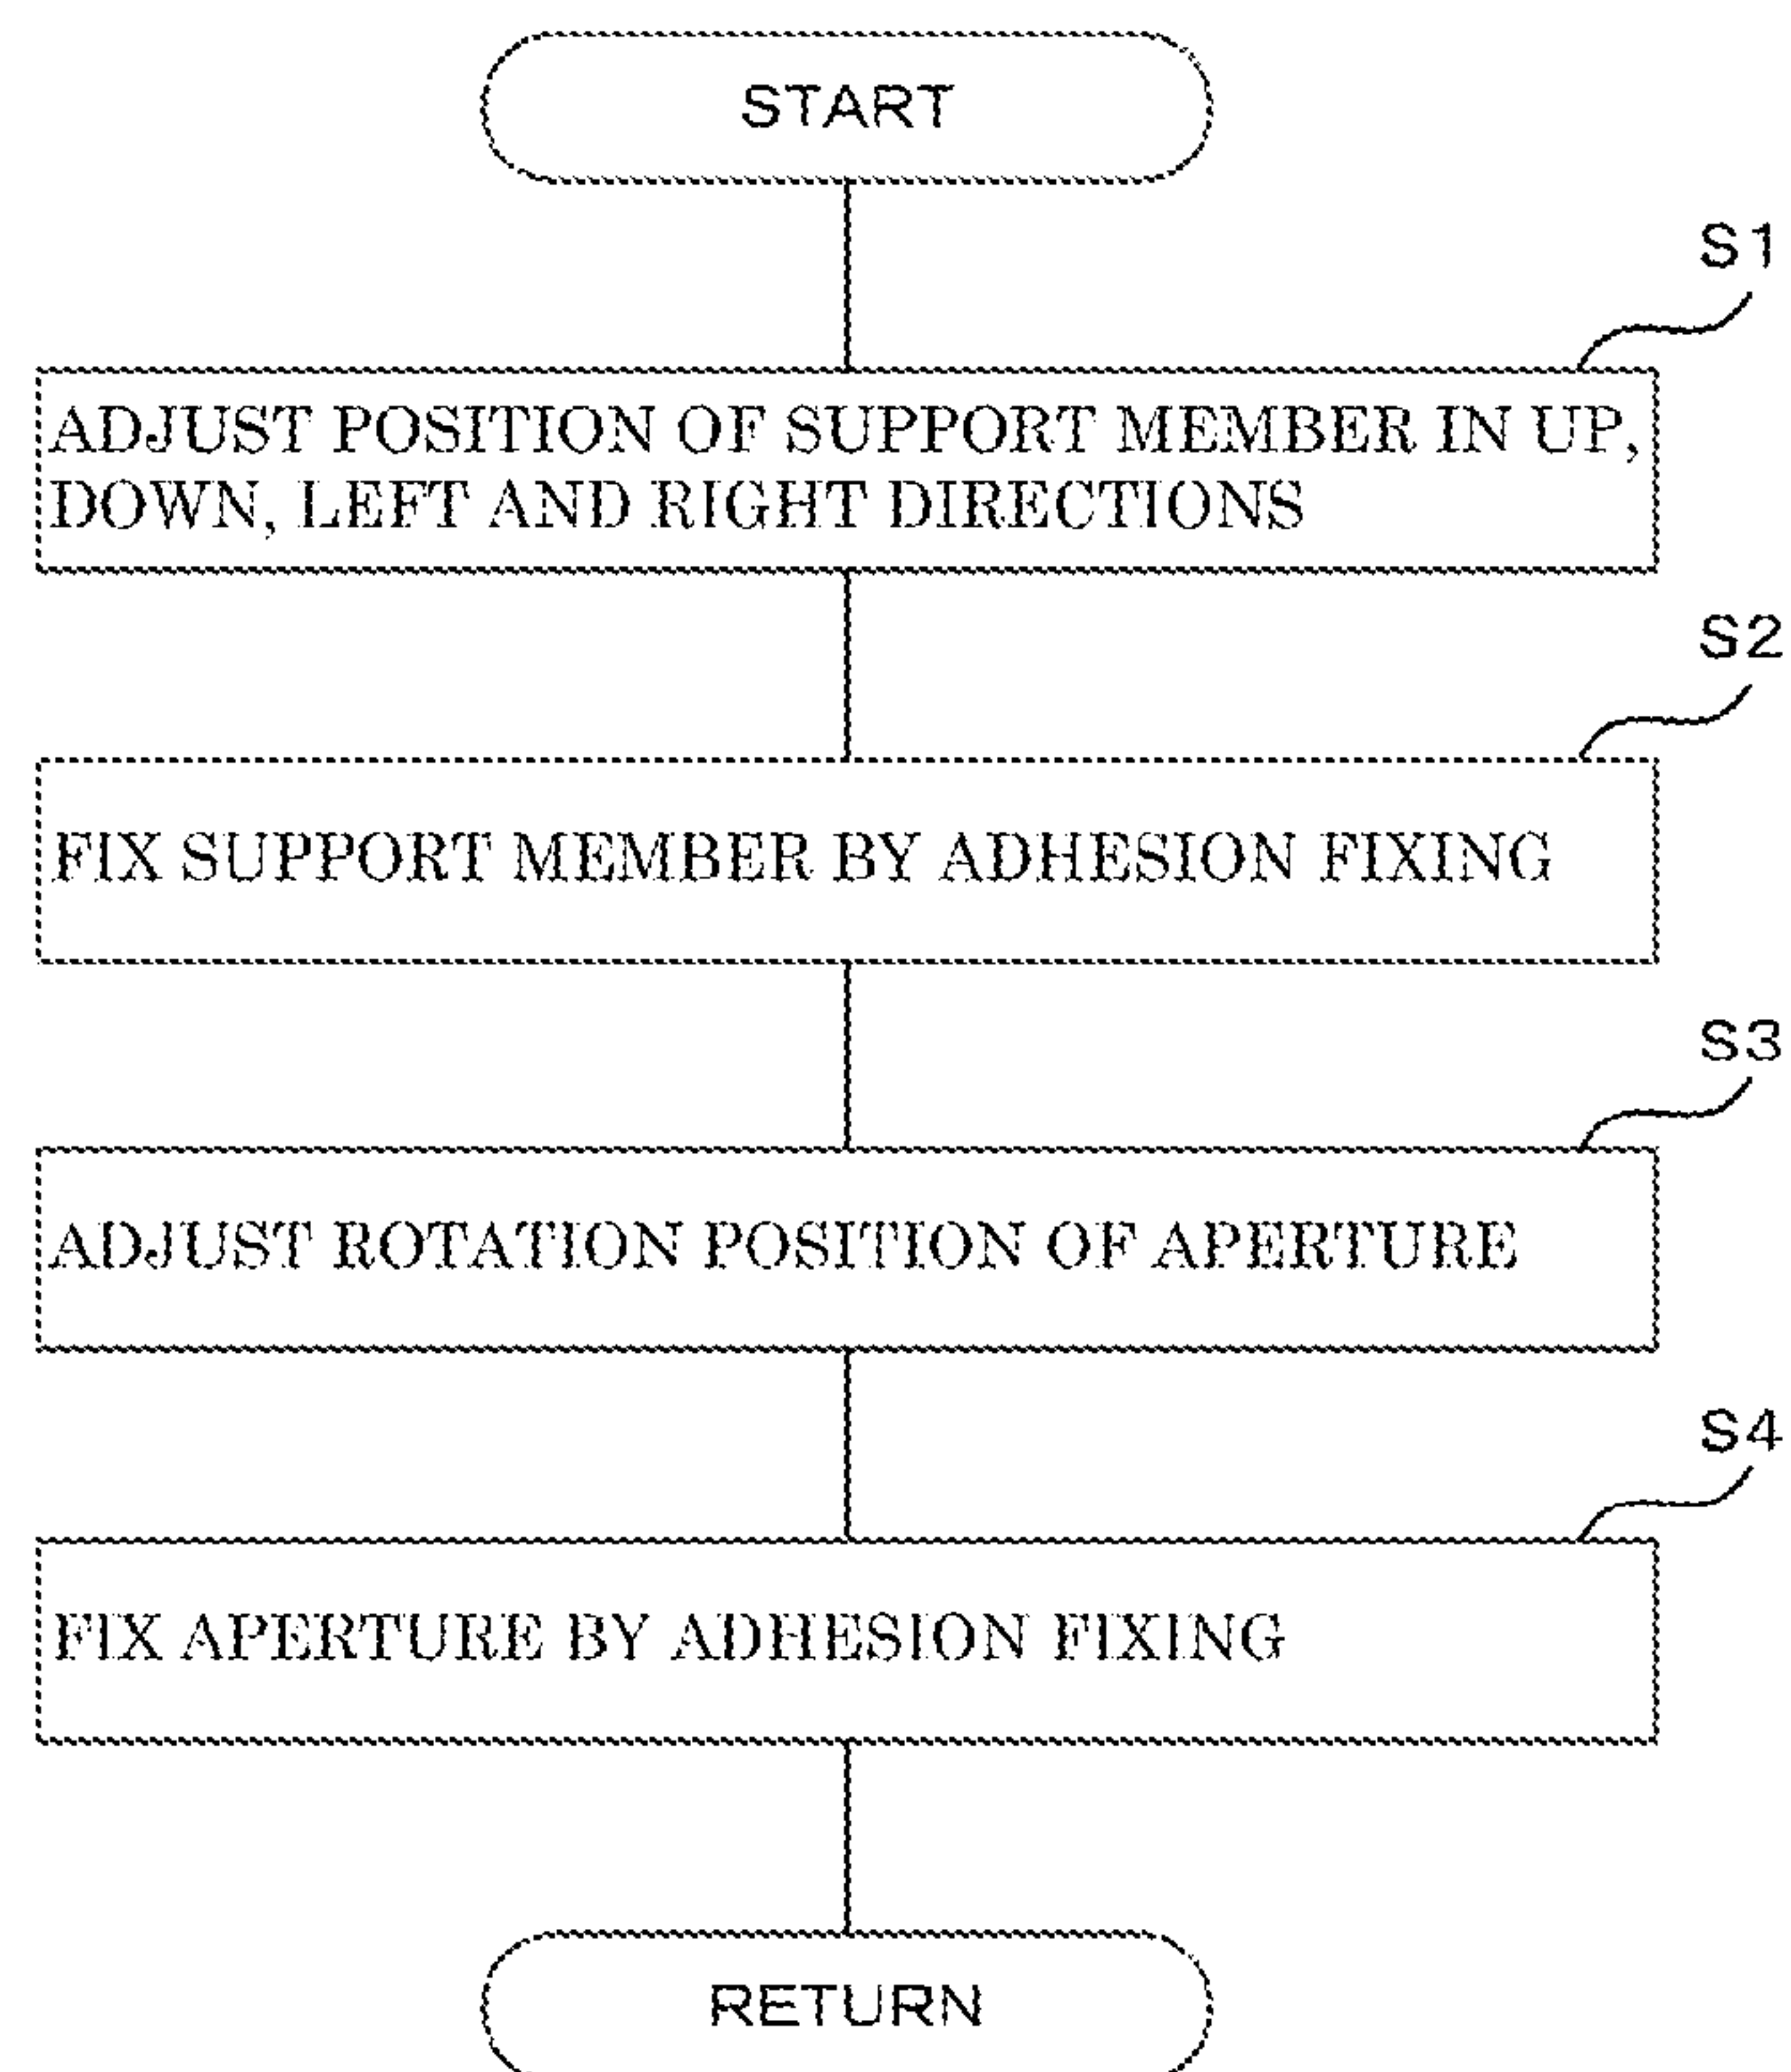 START
S1
ADJUST POSITION OF SUPPORT MEMBER IN UP,
DOWN, LEFT AND RIGHT DIRECTIONS
S2
FIX SUPPORT MEMBER BY ADHESION FIXING
S3
ADJUST ROTATION POSITION OF APERTURE
S4
FIX APERTURE BY ADHESION FIXING
RETURN